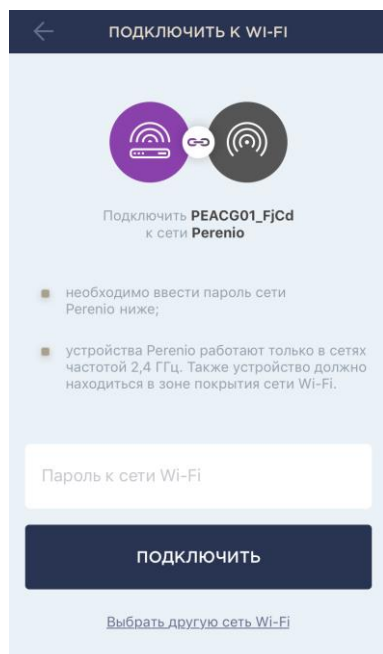 ПОДКЛЮЧИТЬ К WI-FI
Подключить PEACG01_FjCd
к сети Perenio
необходимо ввести пароль сети
Perenio ниже;
устройства Perenio работают только в сетях
частотой 2,4 ГГц. Также устройство должно
находиться в зоне покрытия сети Wi-Fi.
Пароль к сети Wi-Fi
ПОДКЛЮЧИТЬ
Выбрать другую сеть Wi-Fi